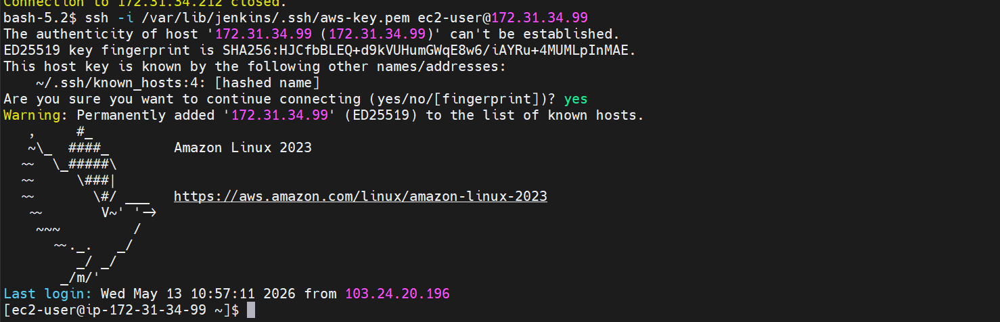 Connection to 172.31.34.212 closed.
bash-5.2$ ssh -i /var/lib/jenkins/.ssh/aws-key.pem ec2-user@172.31.34.99
The authenticity of host '172.31.34.99 (172.31.34.99)' can't be established.
ED25519 key fingerprint is SHA256:HJCfbBLEQ+d9kVUHumGWqE8w6/iAYRu+4MUMLpInMAE.
This host key is known by the following other names/addresses:
    ~/.ssh/known_hosts:4: [hashed name]
Are you sure you want to continue connecting (yes/no/[fingerprint])? yes
Warning: Permanently added '172.31.34.99' (ED25519) to the list of known hosts.
   ,     #_
   ~\_  ####_        Amazon Linux 2023
  ~~  \_#####\
  ~~     \###|
  ~~       \#/ ___   https://aws.amazon.com/linux/amazon-linux-2023
   ~~       V~' '->
    ~~~         /
      ~~._.   _/
         _/ _/
       _/m/'
Last login: Wed May 13 10:57:11 2026 from 103.24.20.196
[ec2-user@ip-172-31-34-99 ~]$